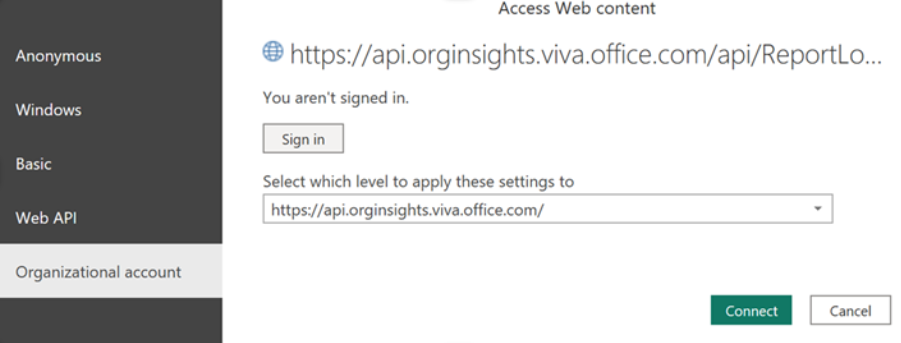 Access Web content
Anonymous
Windows
Basic
Web API
Organizational account
https://api.orginsights.viva.office.com/api/ReportLo...
You aren't signed in.
Sign in
Select which level to apply these settings to
https://api.orginsights.viva.office.com/
Connect
Cancel